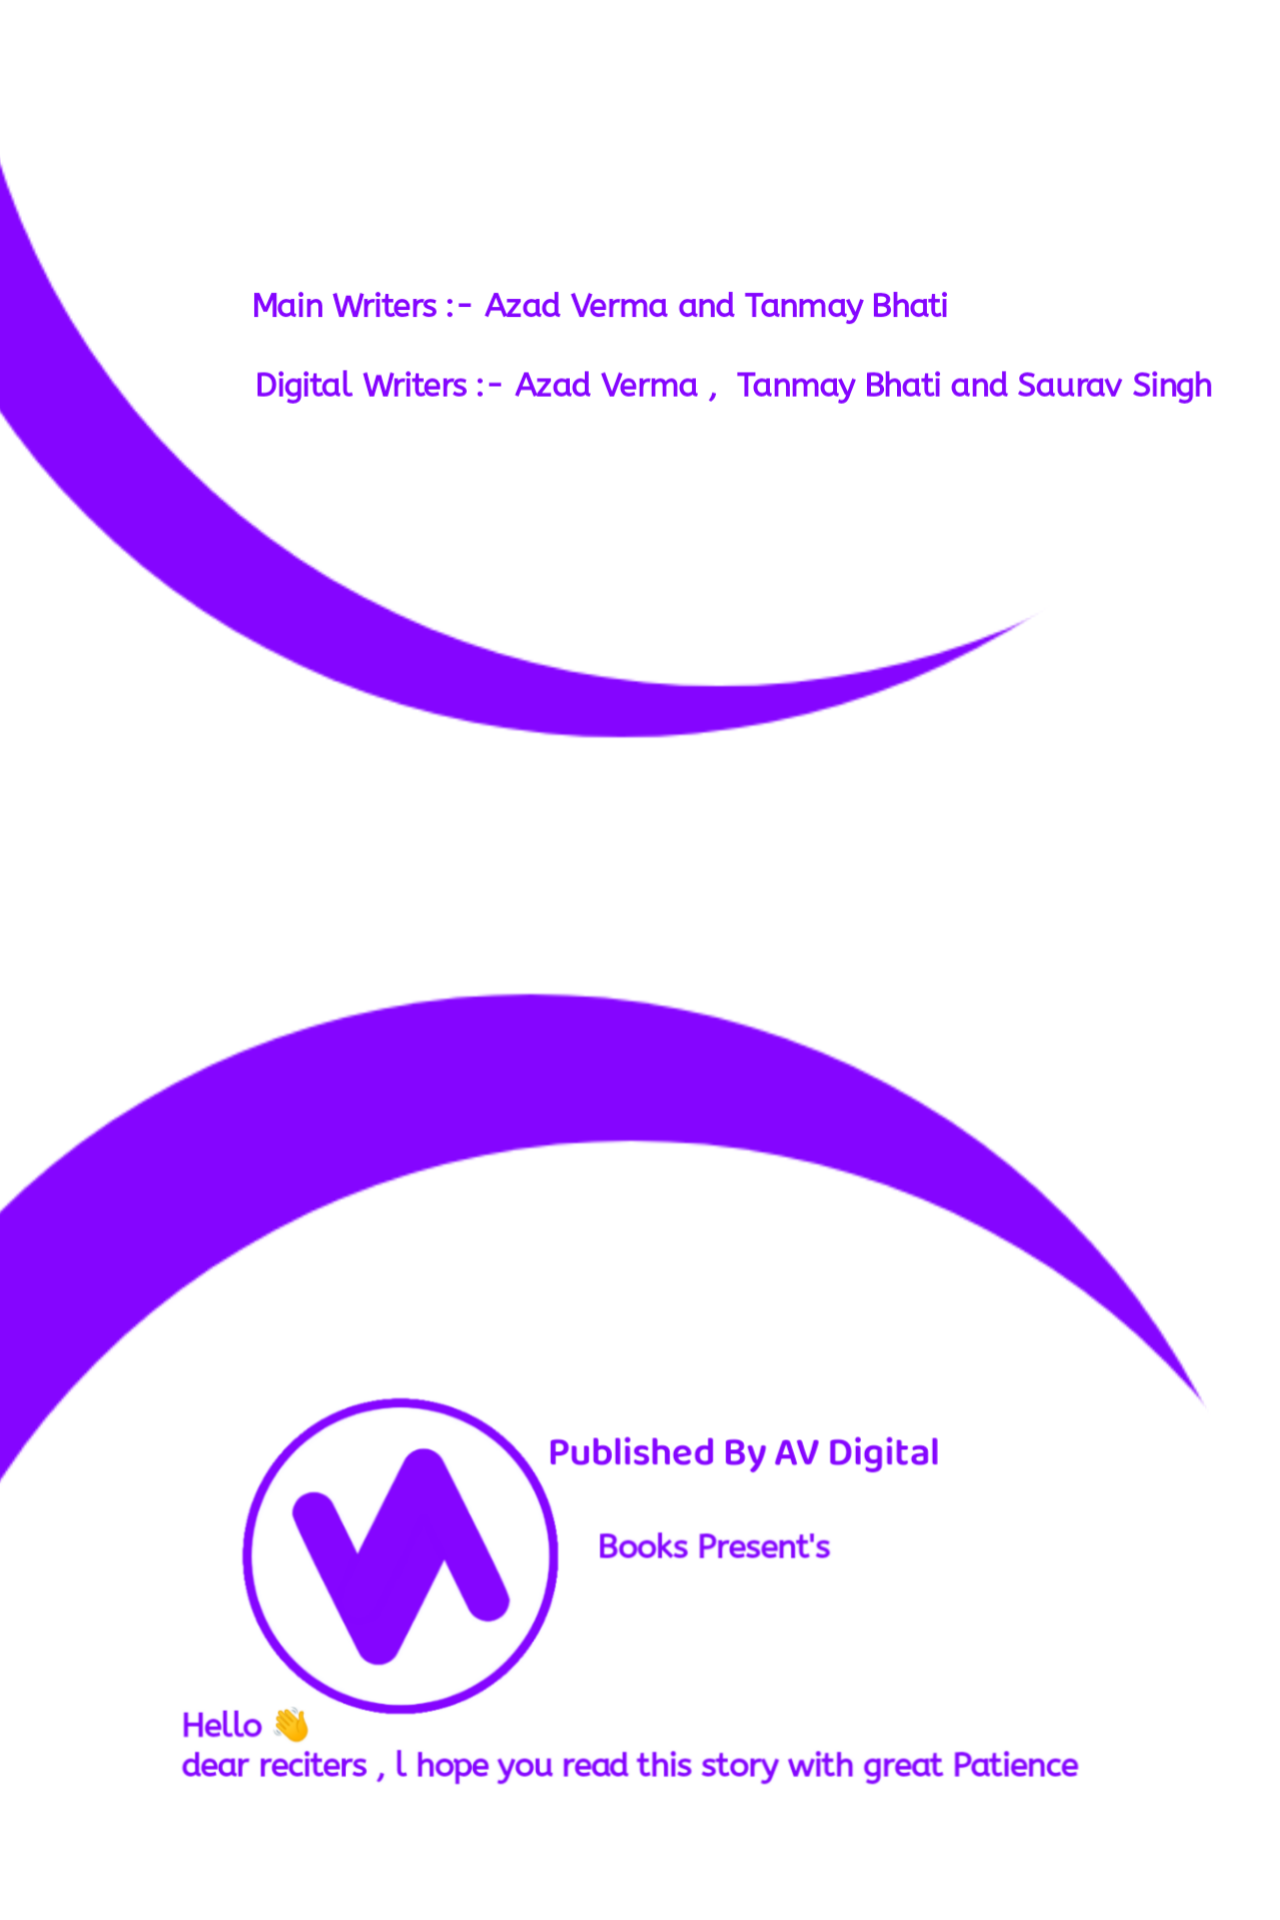 Main Writers :- Azad Verma and Tanmay Bhati
Digital Writers :- Azad Verma ,  Tanmay Bhati and Saurav Singh
Published By AV Digital
Books Present's
Hello 👋
dear reciters , l hope you read this story with great Patience